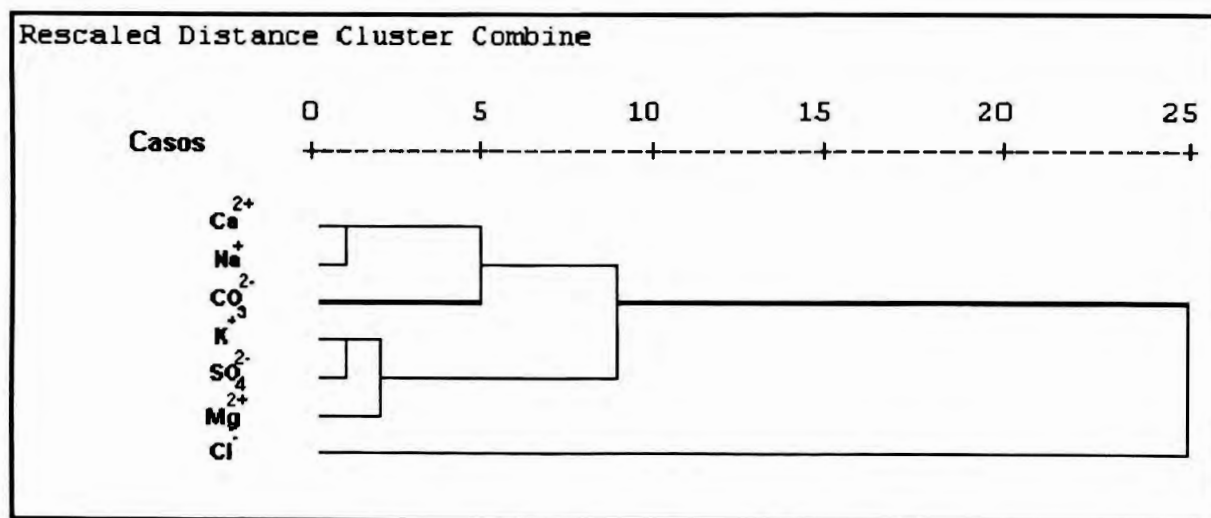 Rescaled Distance Cluster Combine
0 5 10 15 20 25
Casos
Ca²⁺
Na⁺
CO₃²⁻
K⁺
SO₄²⁻
Mg²⁺
Cl⁻